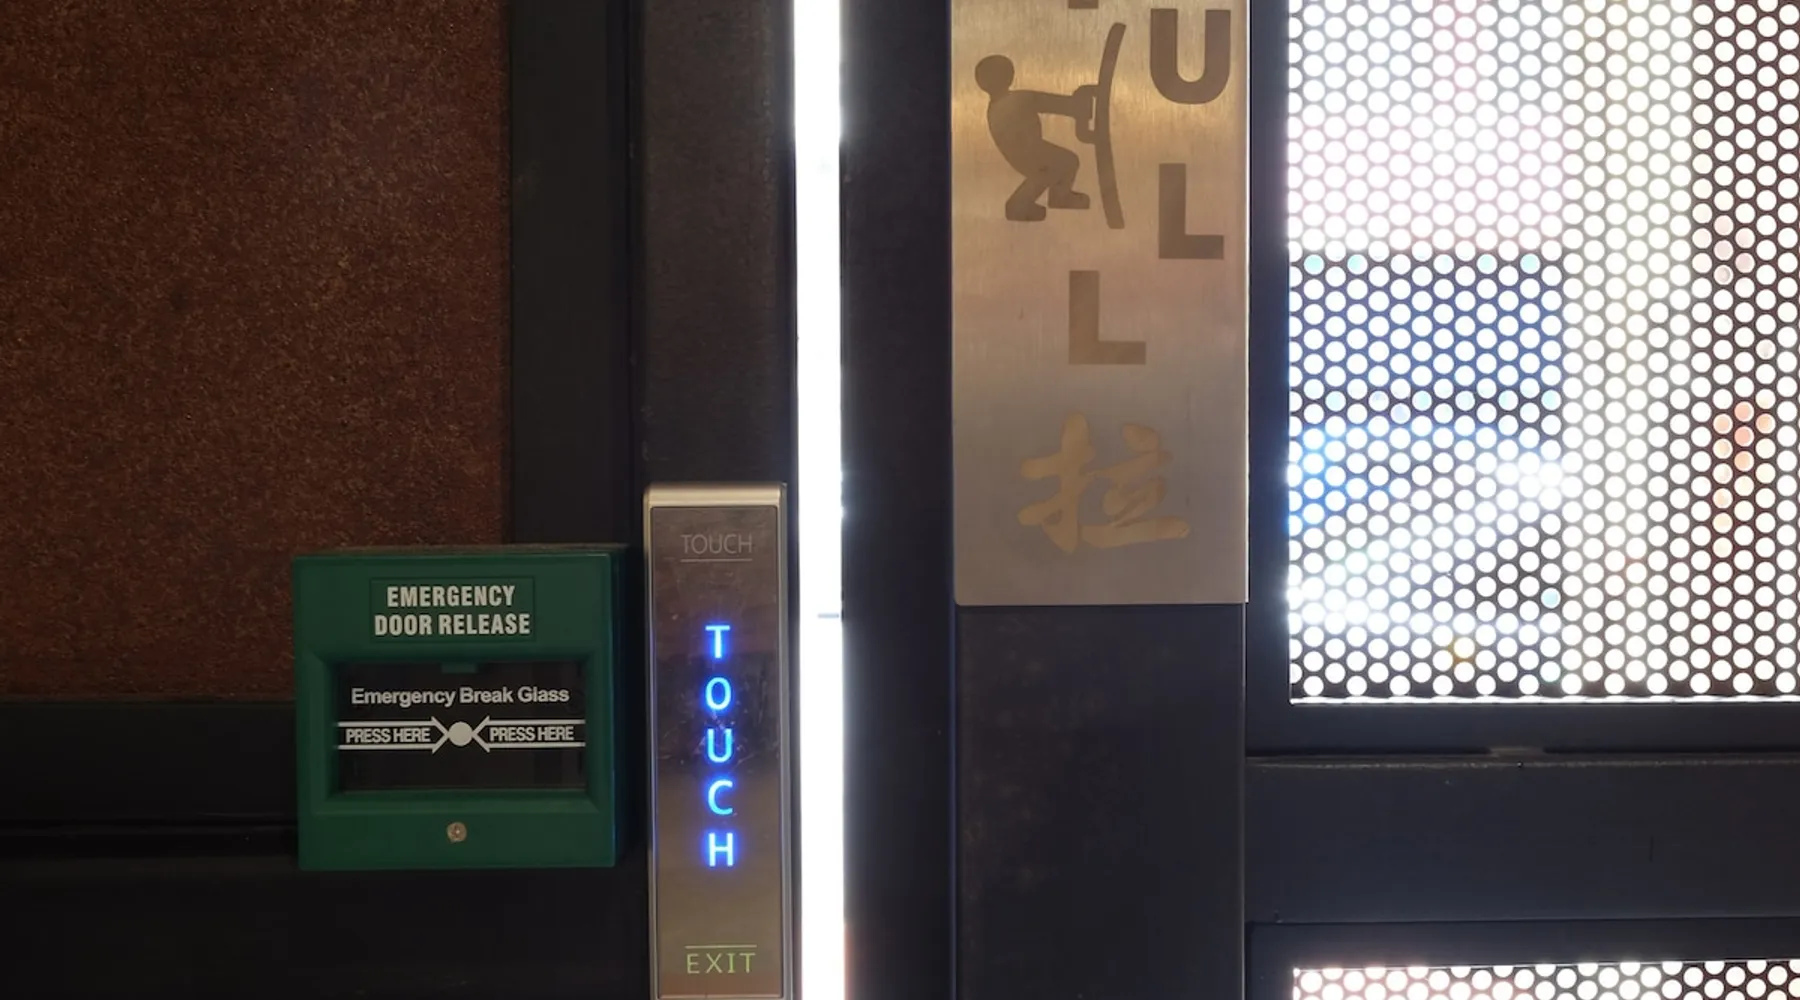 EMERGENCY
DOOR RELEASE
Emergency Break Glass
PRESS HERE PRESS HERE
TOUCH
TOUCH
EXIT
ULL
拉